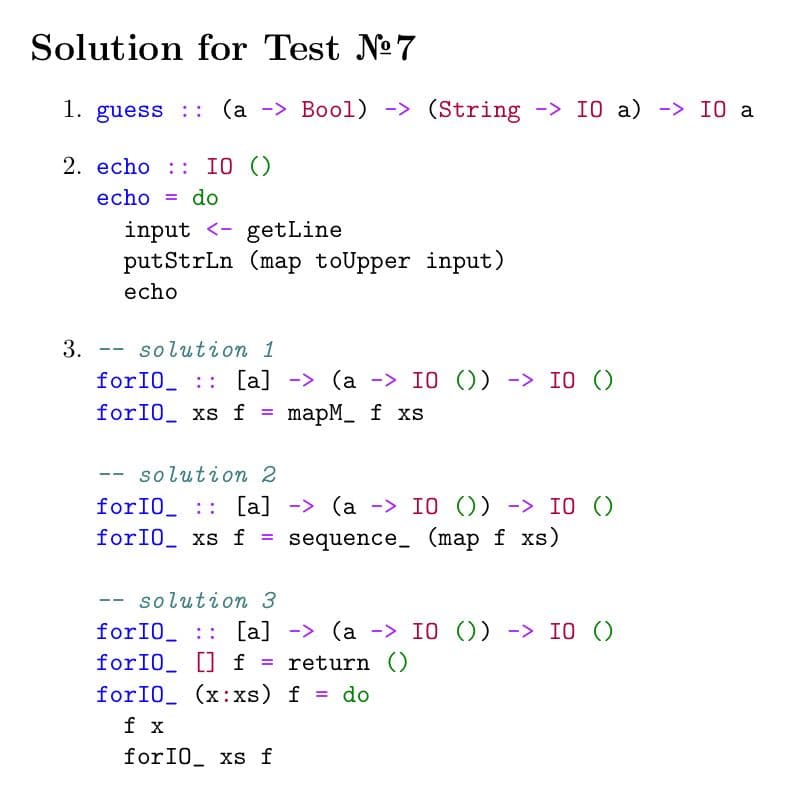 Solution for Test №7
1. guess :: (a -> Bool) -> (String -> IO a) -> IO a
2. echo :: IO ()
echo = do
  input <- getLine
  putStrLn (map toUpper input)
  echo
3. -- solution 1
forIO_ :: [a] -> (a -> IO ()) -> IO ()
forIO_ xs f = mapM_ f xs
-- solution 2
forIO_ :: [a] -> (a -> IO ()) -> IO ()
forIO_ xs f = sequence_ (map f xs)
-- solution 3
forIO_ :: [a] -> (a -> IO ()) -> IO ()
forIO_ [] f = return ()
forIO_ (x:xs) f = do
  f x
  forIO_ xs f